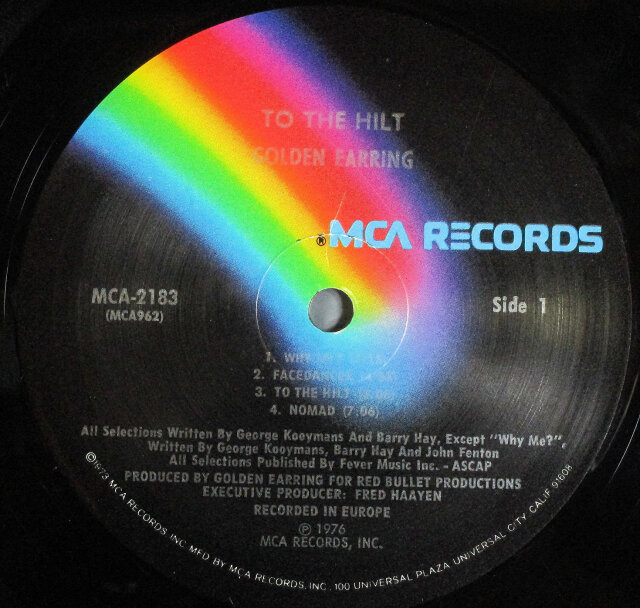 TO THE HILT
GOLDEN EARRING
® MCA RECORDS
MCA-2183
(MCA962)
Side 1
1. WHY ME?
2. FACEDANCER
3. TO THE HILT
4. NOMAD (7:06)
All Selections Written By George Kooymans And Barry Hay, Except "Why Me?",
Written By George Kooymans, Barry Hay And John Fenton
All Selections Published By Fever Music Inc. - ASCAP
PRODUCED BY GOLDEN EARRING FOR RED BULLET PRODUCTIONS
EXECUTIVE PRODUCER: FRED HAAYEN
RECORDED IN EUROPE
℗ 1976
MCA RECORDS, INC.
©1973 MCA RECORDS, INC. MFD BY MCA RECORDS, INC., 100 UNIVERSAL PLAZA UNIVERSAL CITY, CALIF. 91608